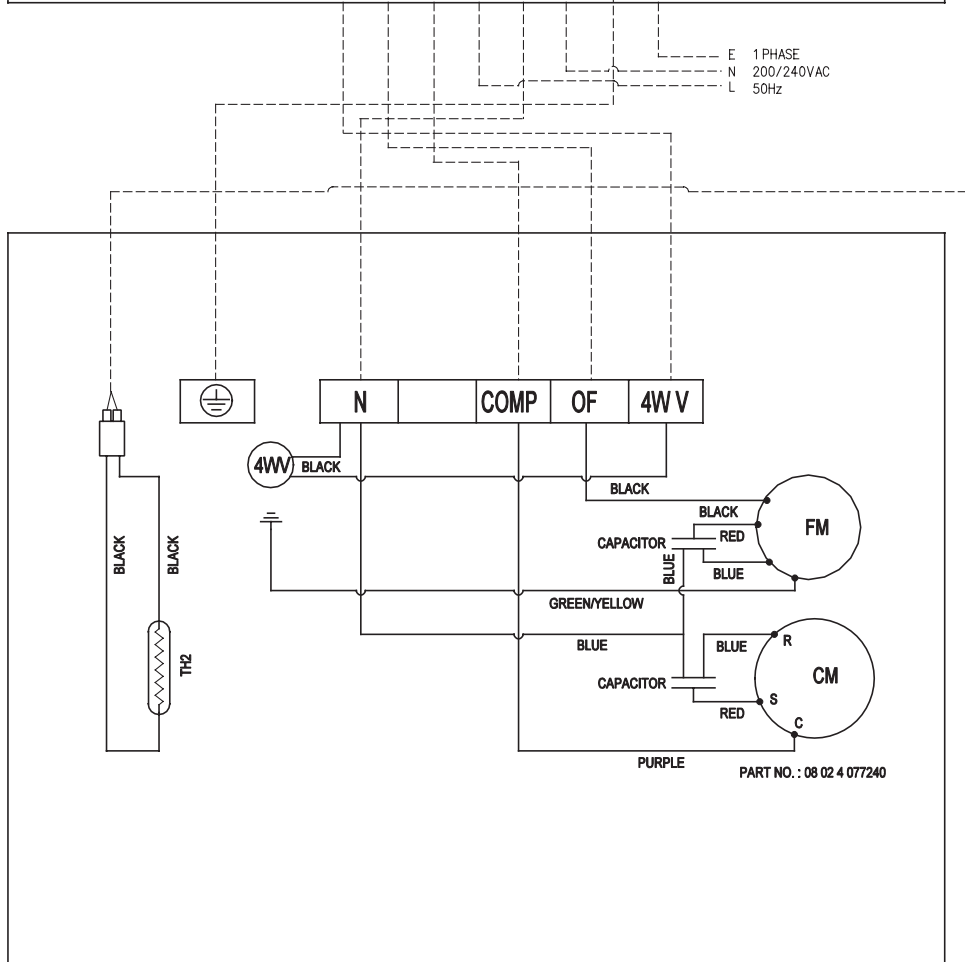 E 1 PHASE
N 200/240VAC
L 50Hz
N COMP OF 4W V
4WV BLACK
BLACK
BLACK
FM
CAPACITOR RED
BLUE
BLUE
BLACK
BLACK
GREEN/YELLOW
BLUE
BLUE R
TH2
CAPACITOR
CM
S
RED
C
PURPLE
PART NO. : 08 02 4 077240